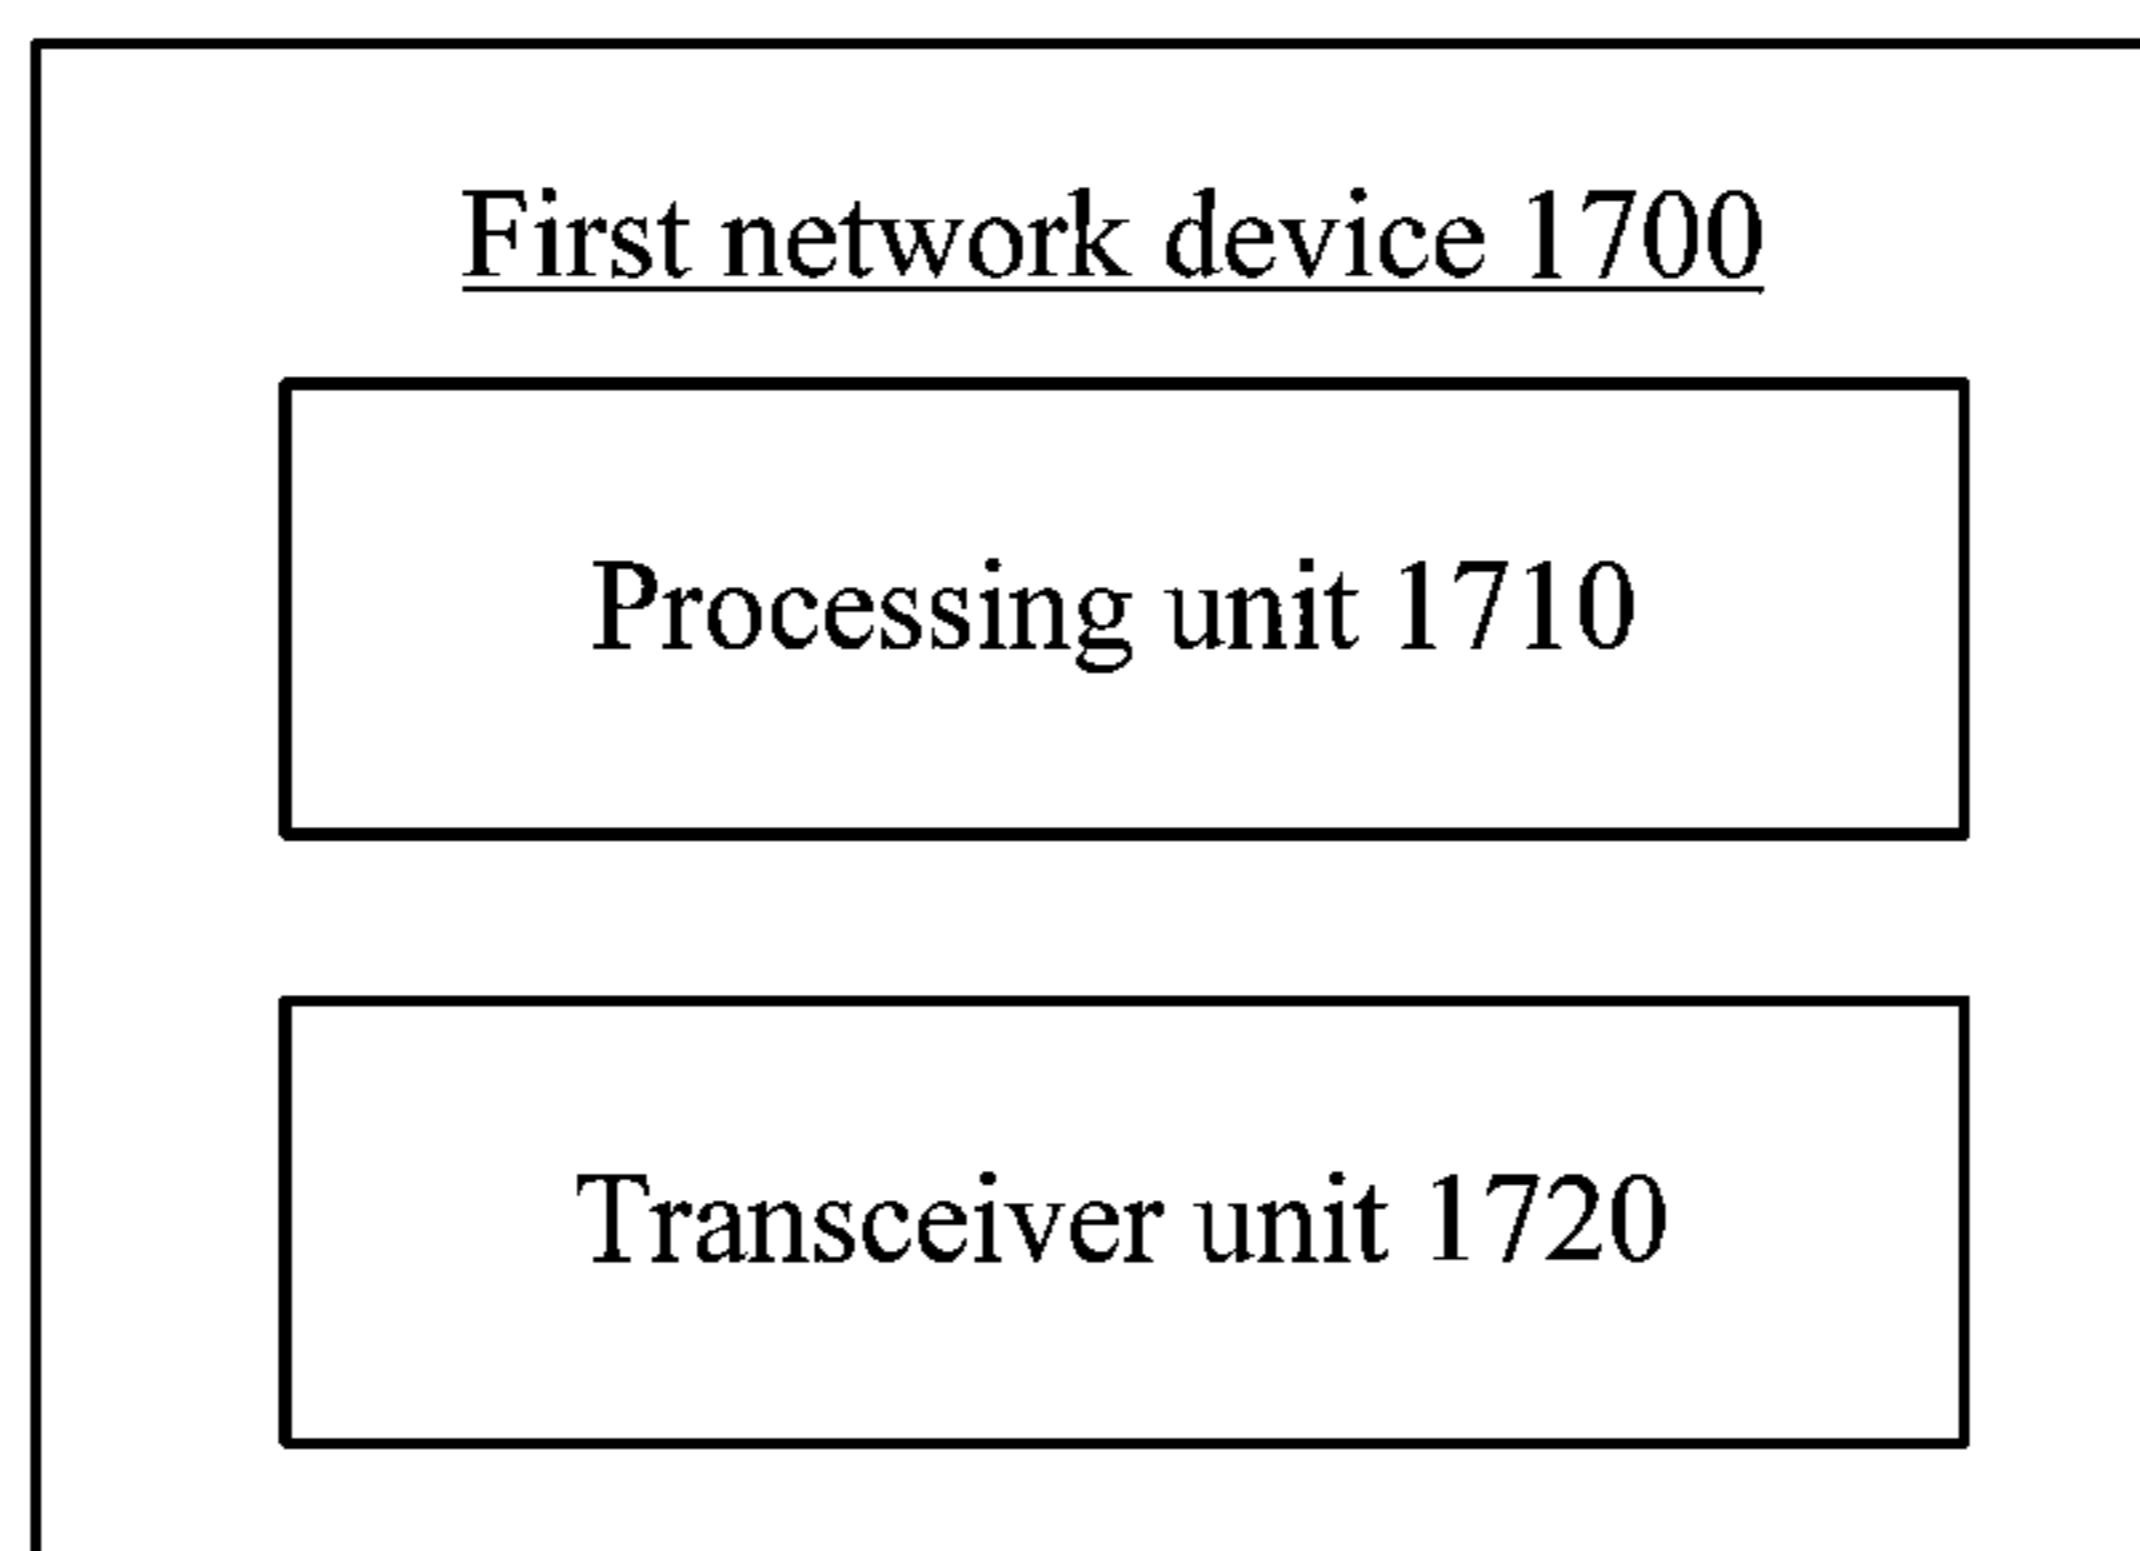 First network device 1700
Processing unit 1710
Transceiver unit 1720